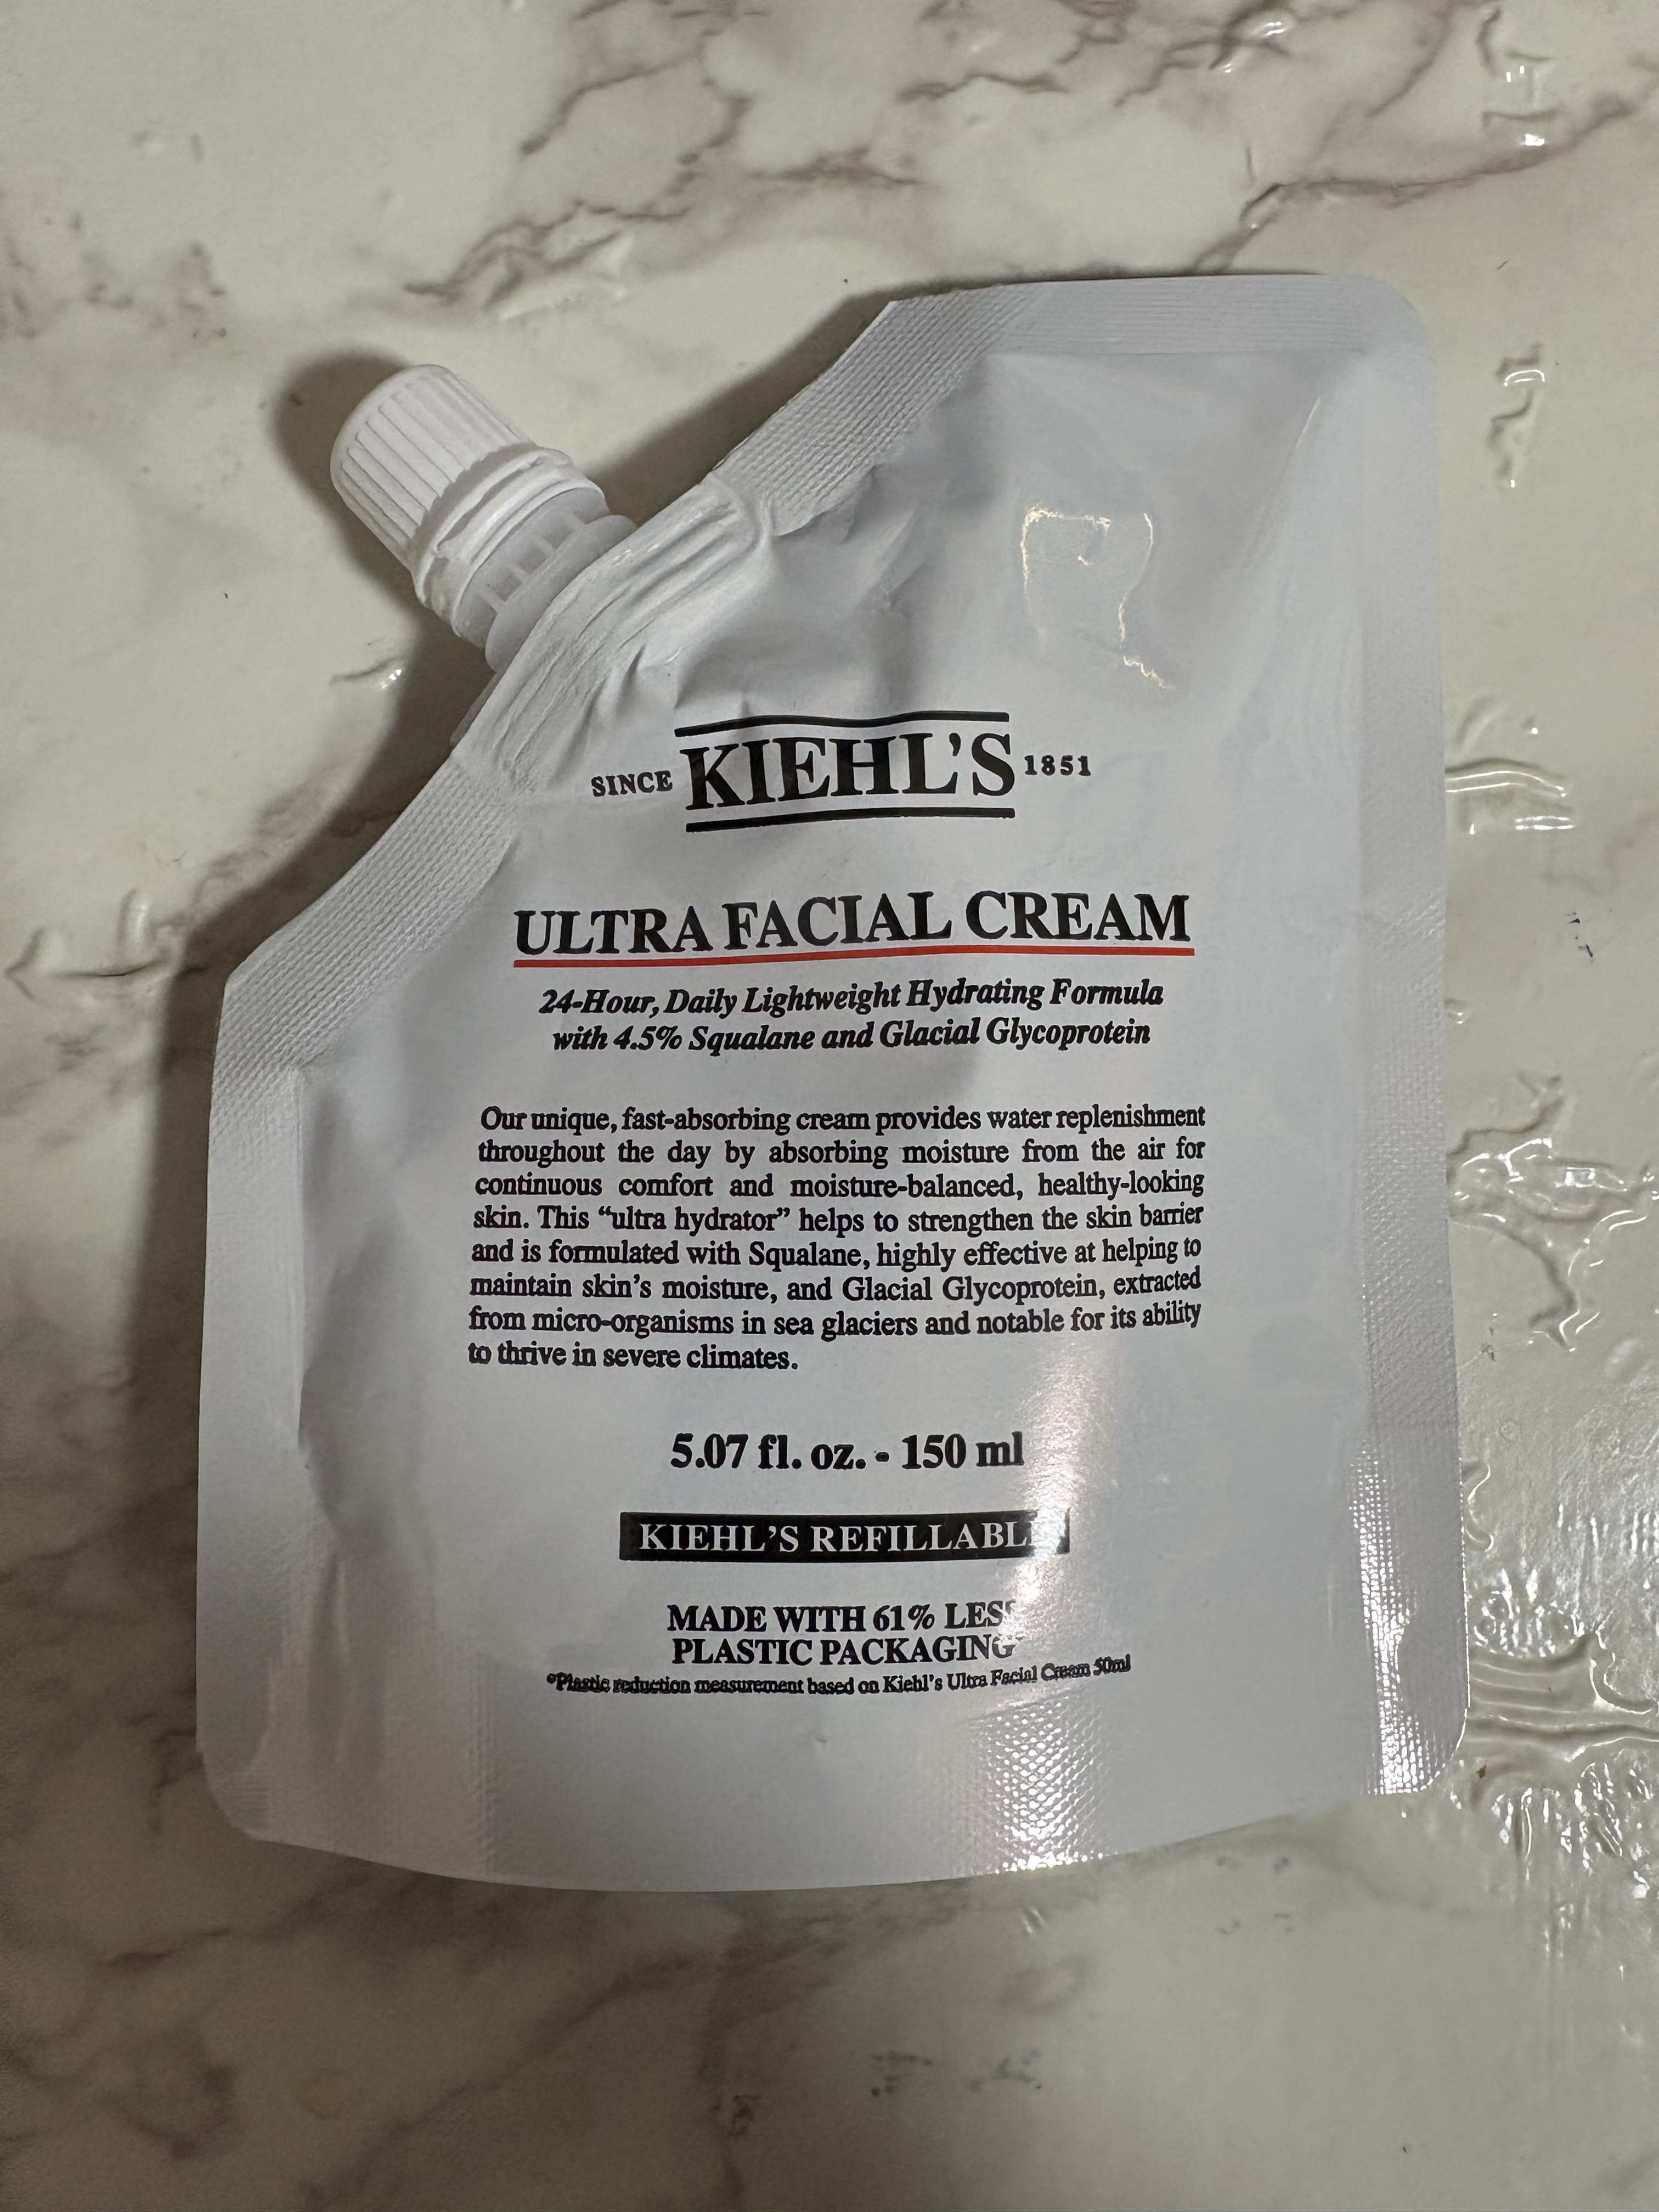 SINCE KIEHL'S 1851
ULTRA FACIAL CREAM
24-Hour, Daily Lightweight Hydrating Formula
with 4.5% Squalane and Glacial Glycoprotein
Our unique, fast-absorbing cream provides water replenishment
throughout the day by absorbing moisture from the air for
continuous comfort and moisture-balanced, healthy-looking
skin. This “ultra hydrator” helps to strengthen the skin barrier
and is formulated with Squalane, highly effective at helping to
maintain skin's moisture, and Glacial Glycoprotein, extracted
from micro-organisms in sea glaciers and notable for its ability
to thrive in severe climates.
5.07 fl. oz. - 150 ml
KIEHL'S REFILLABLE
MADE WITH 61% LESS
PLASTIC PACKAGING*
*Plastic reduction measurement based on Kiehl's Ultra Facial Cream 50ml